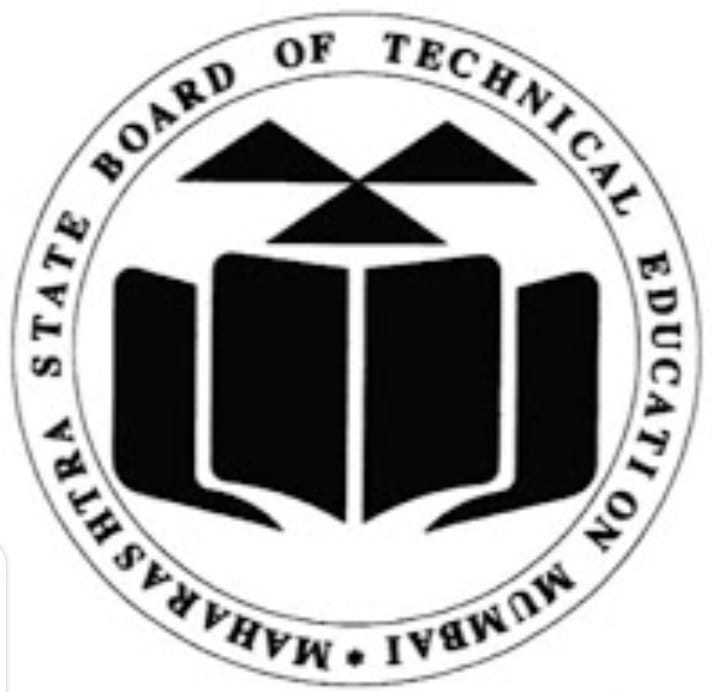 MAHARASHTRA STATE BOARD OF TECHNICAL EDUCATION MUMBAI *